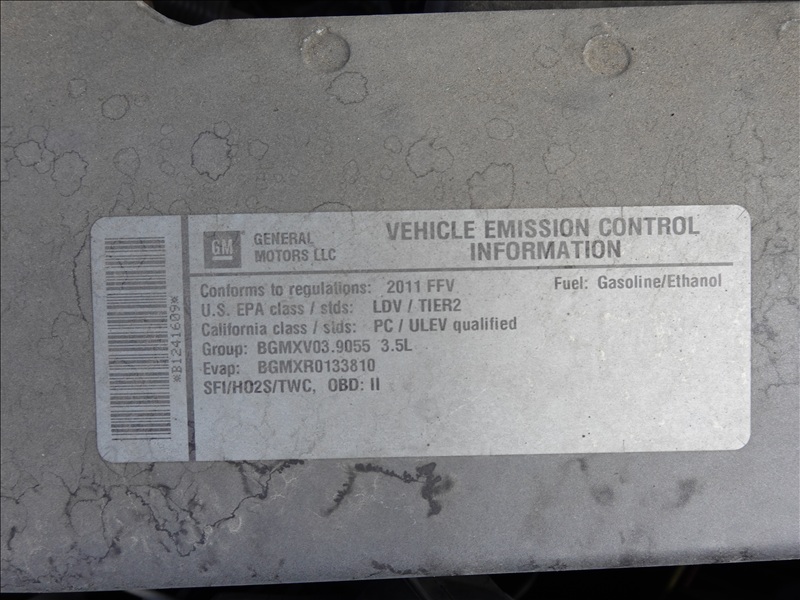 GM
GENERAL
MOTORS LLC
VEHICLE EMISSION CONTROL
INFORMATION
Conforms to regulations: 2011 FFV
Fuel: Gasoline/Ethanol
U.S. EPA class / stds: LDV / TIER2
California class / stds: PC / ULEV qualified
Group: BGMXV03.9055 3.5L
Evap: BGMXR0133810
SFI/HO2S/TWC, OBD: II
*B1241609*